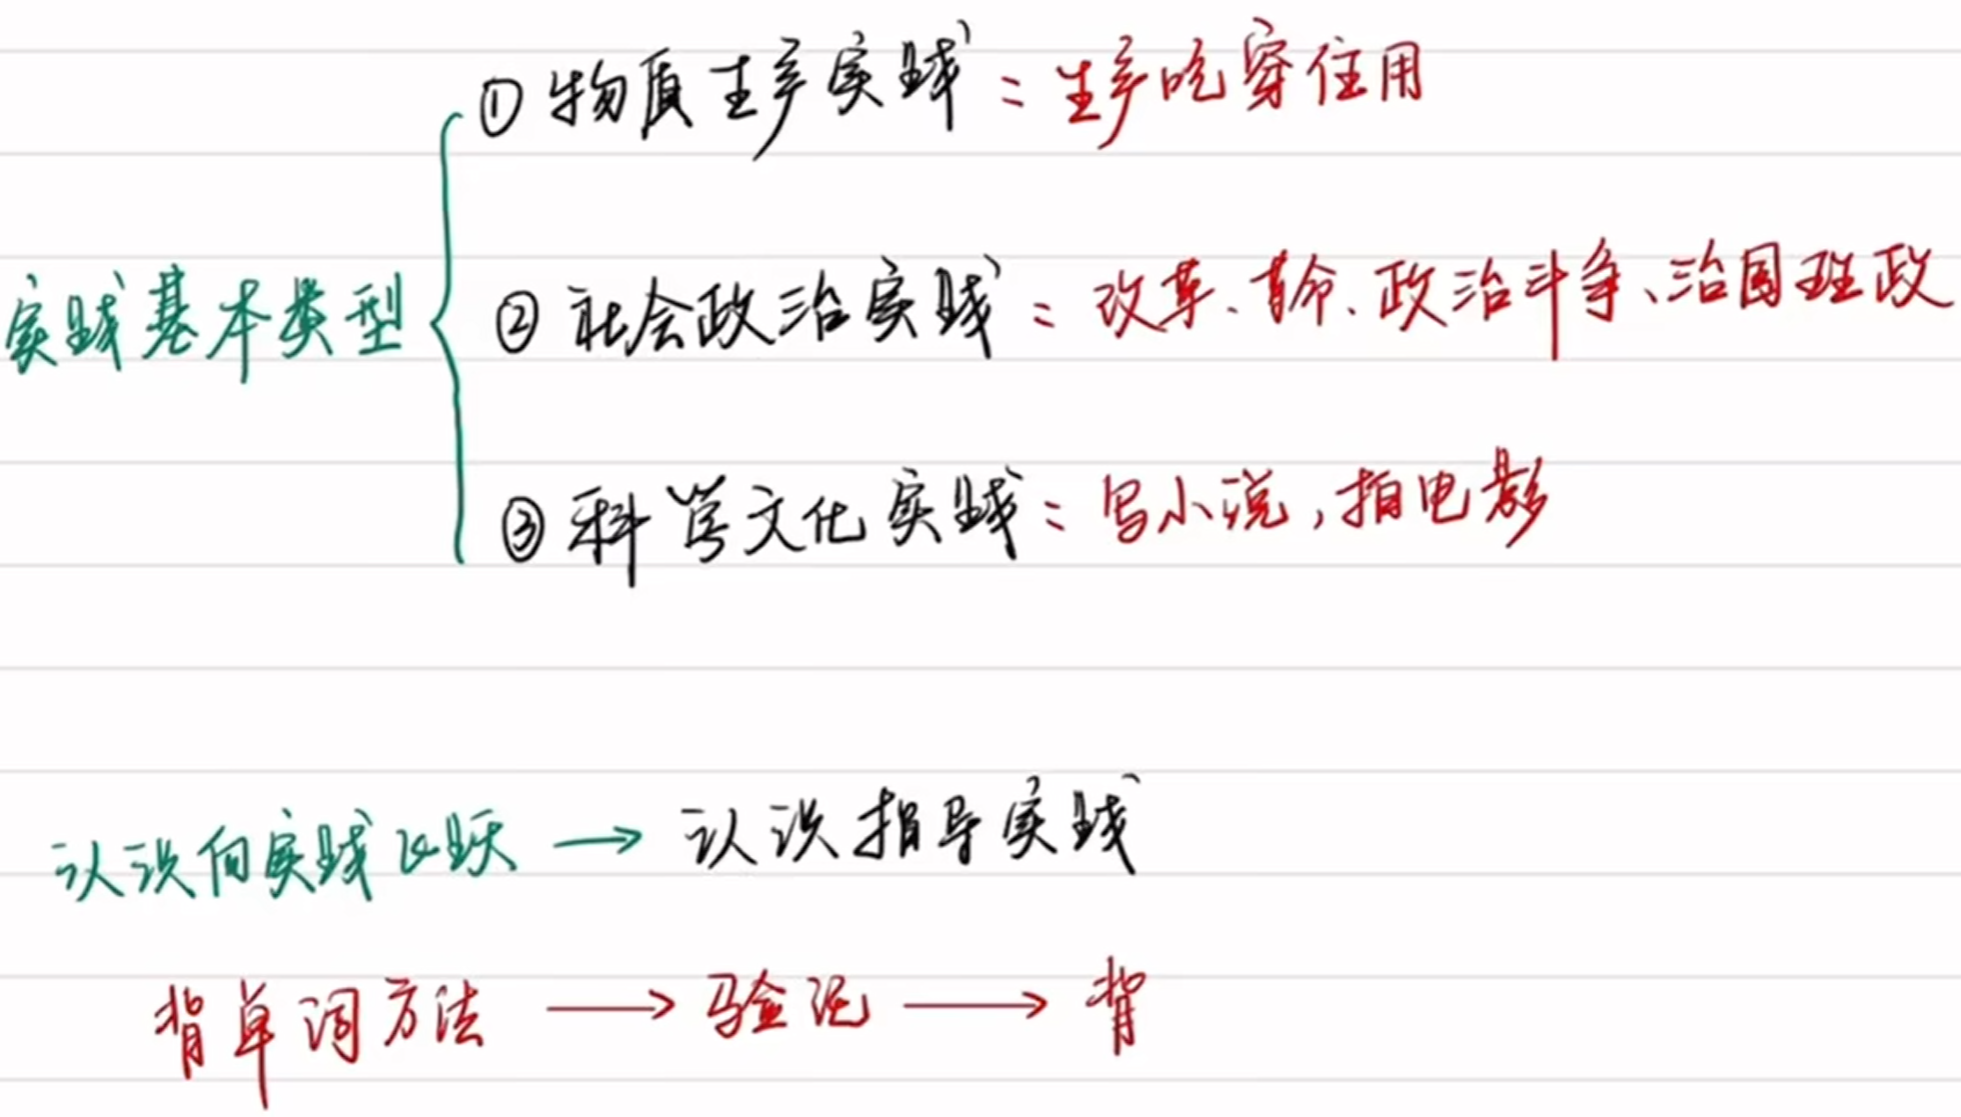 ①物质生产实践：生产吃穿住用
实践基本类型
②社会政治实践：改革、革命、政治斗争、治国理政
③科学文化实践：写小说，拍电影
认识向实践飞跃→认识指导实践
背单词方法→验证→背